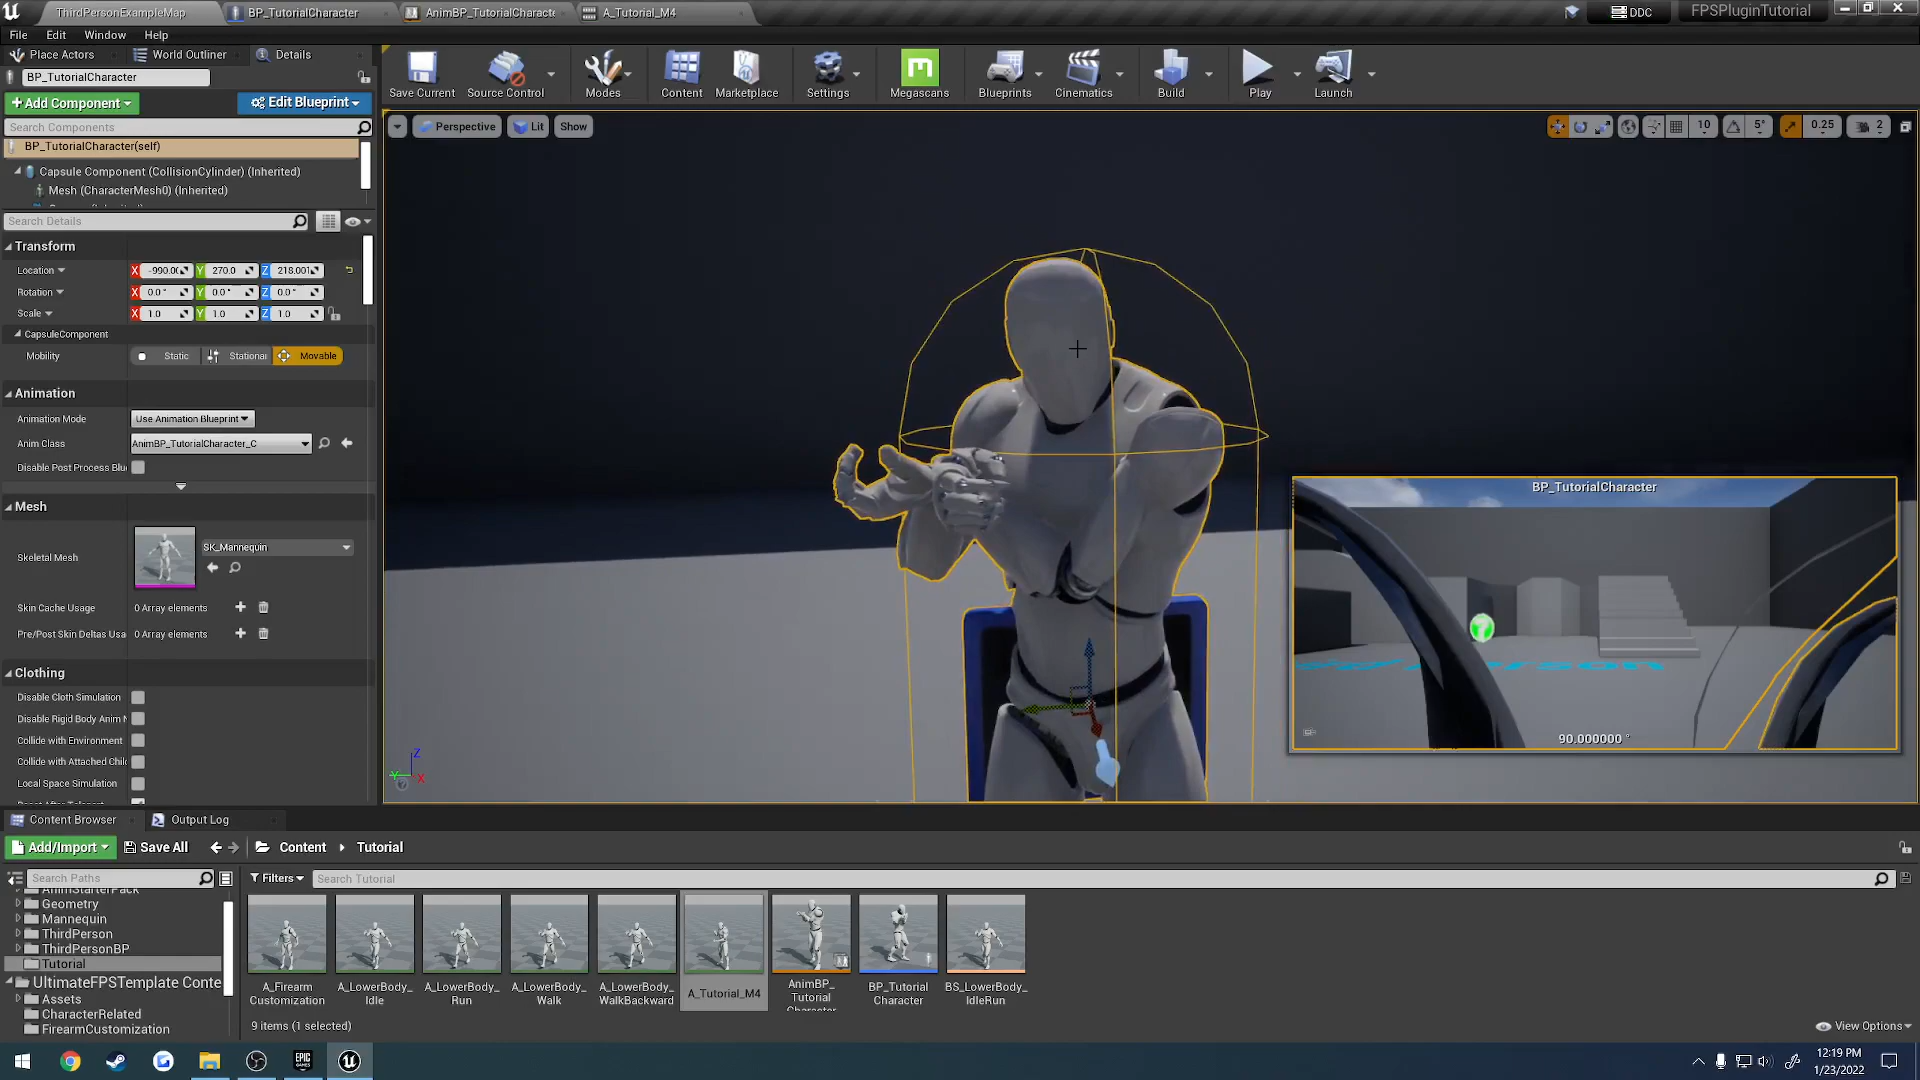 ThirdPersonExampleMap
BP_TutorialCharacter
AnimBP_TutorialCharacte
A_Tutorial_M4
DDC
FPSPluginTutorial
File
Edit
Window
Help
Place Actors
World Outliner
Details
BP_TutorialCharacter
Add Component
Edit Blueprint
Search Components
BP_TutorialCharacter(self)
Capsule Component (CollisionCylinder) (Inherited)
Mesh (CharacterMesh0) (Inherited)
Search Details
Save Current
Source Control
Modes
Content
Marketplace
Settings
Megascans
Blueprints
Cinematics
Build
Play
Launch
Perspective
Lit
Show
10
5°
0.25
2
Transform
Location
X
-990.0
Y
270.0
Z
218.001
Rotation
X
0.0 °
Y
0.0 °
Z
0.0 °
Scale
X
1.0
Y
1.0
Z
1.0
CapsuleComponent
Mobility
Static
Stationar
Movable
Animation
Animation Mode
Use Animation Blueprint
Anim Class
AnimBP_TutorialCharacter_C
Disable Post Process Blu
Mesh
Skeletal Mesh
SK_Mannequin
Skin Cache Usage
0 Array elements
Pre/Post Skin Deltas Usa
0 Array elements
Clothing
Disable Cloth Simulation
Disable Rigid Body Anim N
Collide with Environment
Collide with Attached Chil
Local Space Simulation
BP_TutorialCharacter
90.000000 °
Z
Y
X
Content Browser
Output Log
Add/Import
Save All
Content
Tutorial
Search Paths
Filters
Search Tutorial
AnimStarterPack
Geometry
Mannequin
ThirdPerson
ThirdPersonBP
Tutorial
UltimateFPSTemplate Conte
Assets
CharacterRelated
FirearmCustomization
A_Firearm
Customization
A_LowerBody_
Idle
A_LowerBody_
Run
A_LowerBody_
Walk
A_LowerBody_
WalkBackward
A_Tutorial_M4
AnimBP_
Tutorial
Character
BP_Tutorial
Character
BS_LowerBody_
IdleRun
9 items (1 selected)
View Options
EPIC
GAMES
12:19 PM
1/23/2022